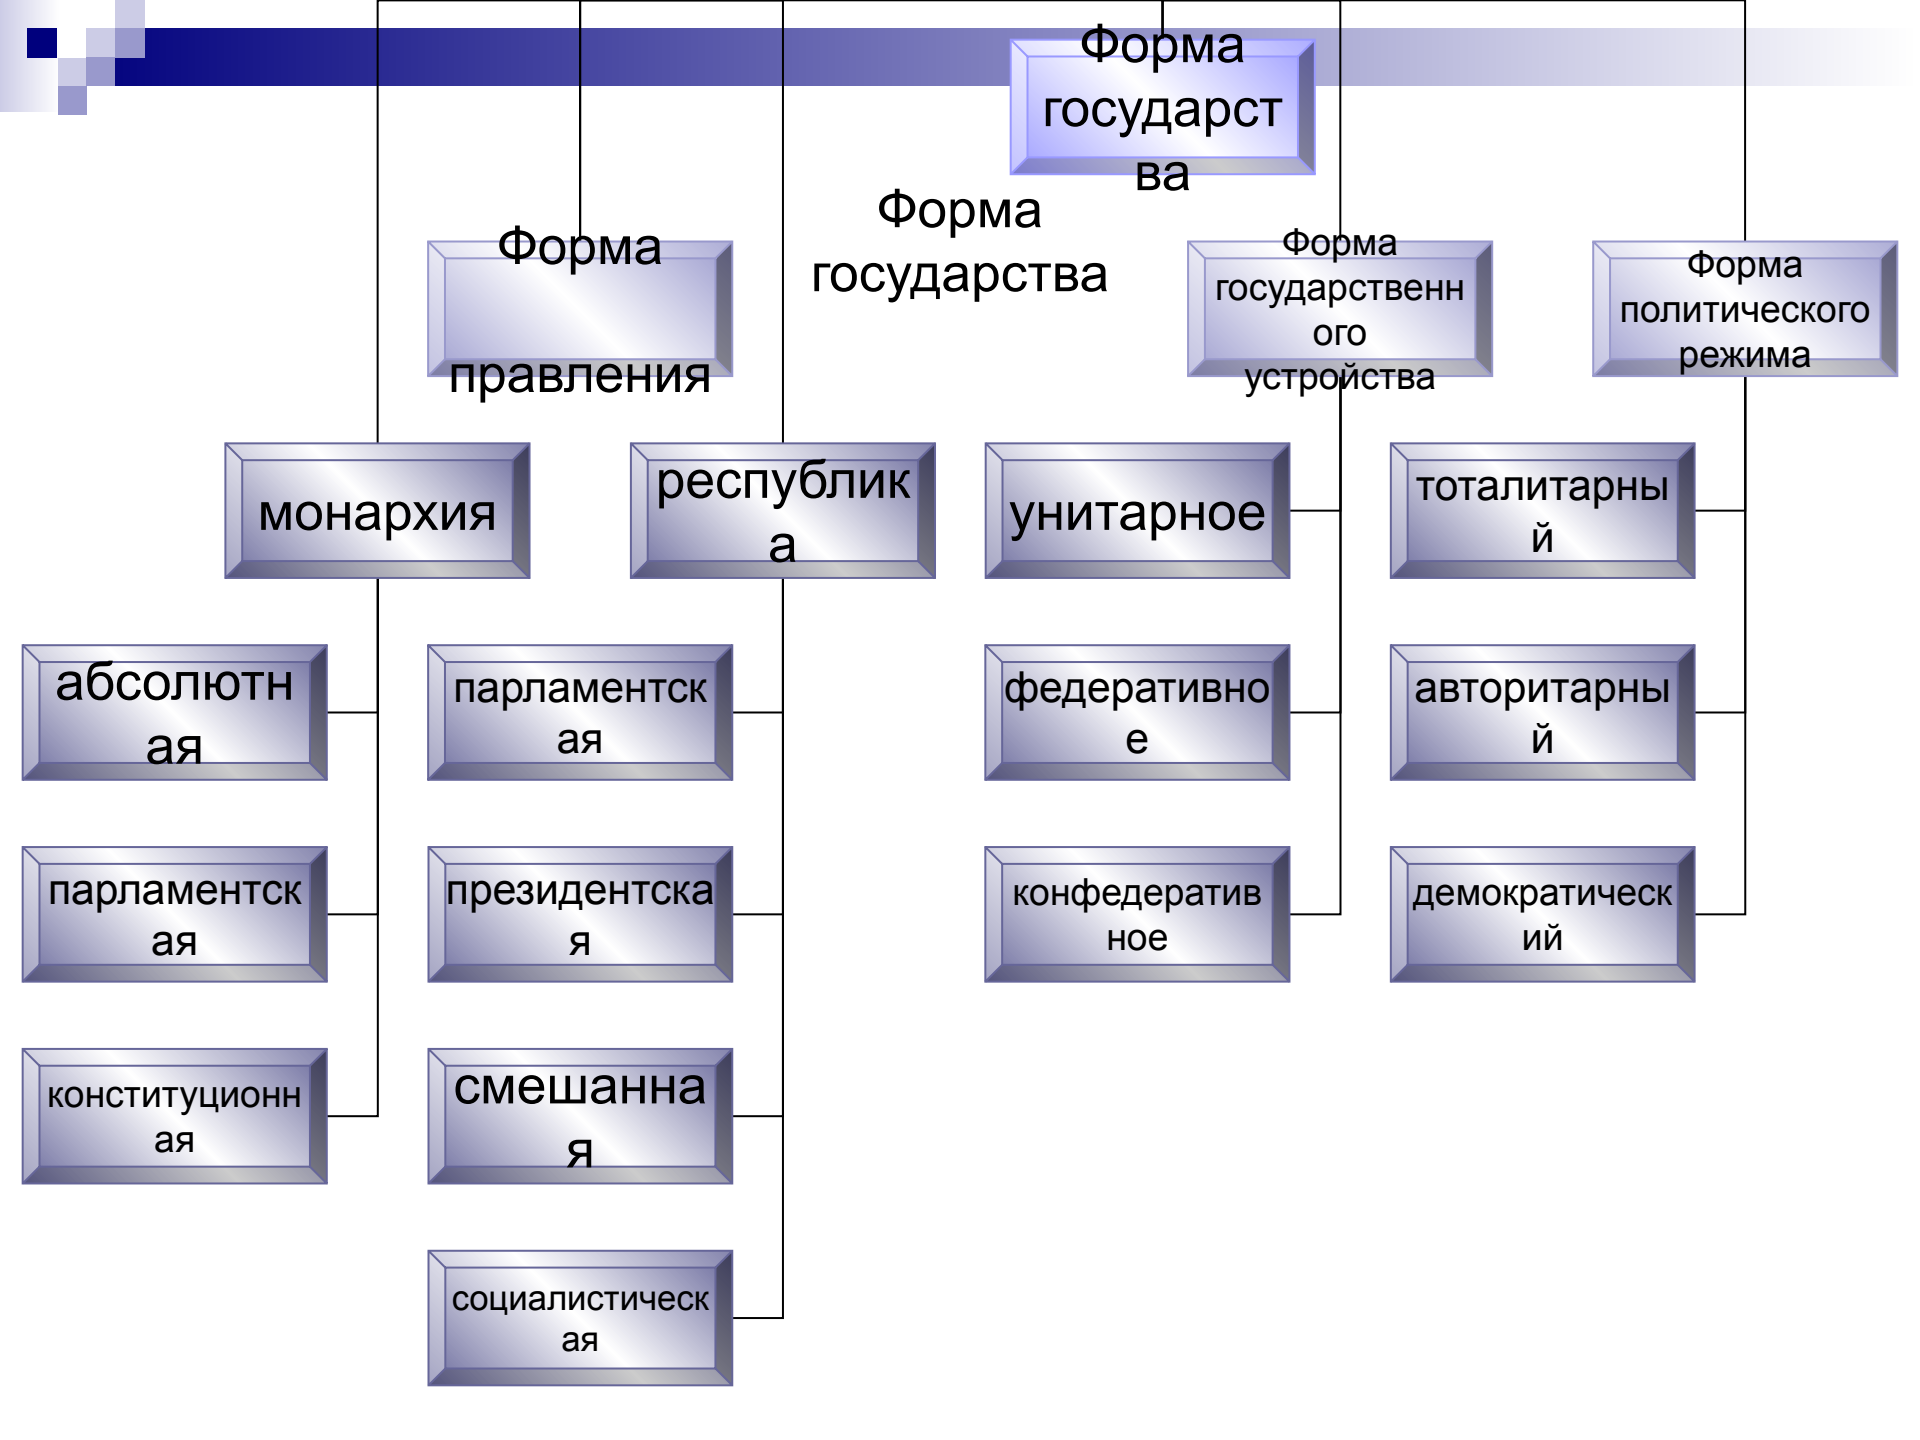 Форма
государст
ва
Форма
государства
Форма
правления
Форма
государственн
ого
устройства
Форма
политического
режима
монархия
республик
а
унитарное
тоталитарны
й
абсолютн
ая
парламентск
ая
федеративно
е
авторитарны
й
парламентск
ая
президентска
я
конфедератив
ное
демократическ
ий
конституционн
ая
смешанна
я
социалистическ
ая